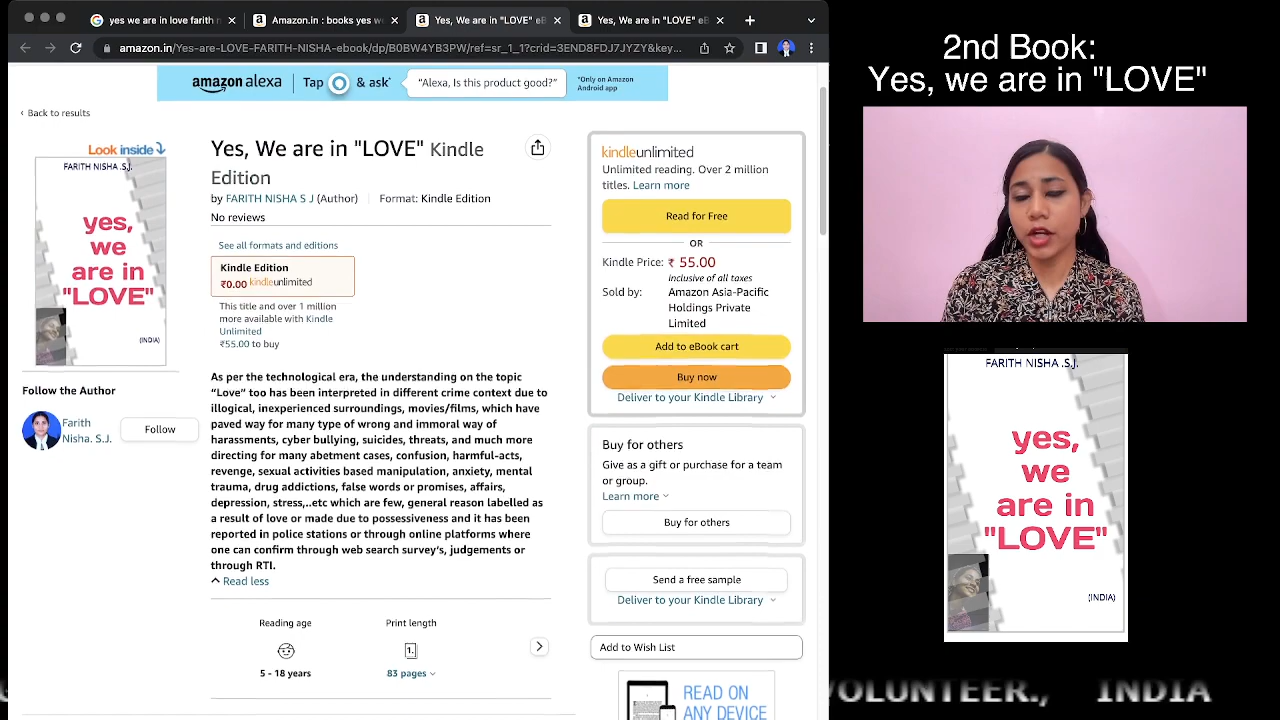 yes we are in love farith n
Amazon.in : books yes w
Yes, We are in "LOVE" eB
Yes, We are in "LOVE" eB
amazon.in/Yes-are-LOVE-FARITH-NISHA-ebook/dp/B0BW4YB3PW/ref=sr_1_1?crid=3END8FDJ7JYZY&key...
amazon alexa
Tap & ask*
"Alexa, Is this product good?"
*Only on Amazon
Android app
‹ Back to results
Look inside
FARITH NISHA .S.J.
yes,
we
are in
"LOVE"
(INDIA)
Follow the Author
Farith
Nisha. S.J.
Follow
Yes, We are in "LOVE" Kindle
Edition
by FARITH NISHA S J (Author) Format: Kindle Edition
No reviews
See all formats and editions
Kindle Edition
₹0.00 kindleunlimited
This title and over 1 million
more available with Kindle
Unlimited
₹55.00 to buy
As per the technological era, the understanding on the topic
“Love” too has been interpreted in different crime context due to
illogical, inexperienced surroundings, movies/films, which have
paved way for many type of wrong and immoral way of
harassments, cyber bullying, suicides, threats, and much more
directing for many abetment cases, confusion, harmful-acts,
revenge, sexual activities based manipulation, anxiety, mental
trauma, drug addictions, false words or promises, affairs,
depression, stress,..etc which are few, general reason labelled as
a result of love or made due to possessiveness and it has been
reported in police stations or through online platforms where
one can confirm through web search survey’s, judgements or
through RTI.
Read less
Reading age
5 - 18 years
Print length
1.
83 pages
kindleunlimited
Unlimited reading. Over 2 million
titles. Learn more
Read for Free
OR
Kindle Price: ₹ 55.00
inclusive of all taxes
Sold by: Amazon Asia-Pacific
Holdings Private
Limited
Add to eBook cart
Buy now
Deliver to your Kindle Library
Buy for others
Give as a gift or purchase for a team
or group.
Learn more
Buy for others
Send a free sample
Deliver to your Kindle Library
Add to Wish List
READ ON
ANY DEVICE
2nd Book:
Yes, we are in "LOVE"
FARITH NISHA .S.J.
yes,
we
are in
"LOVE"
(INDIA)
VOLUNTEER., INDIA